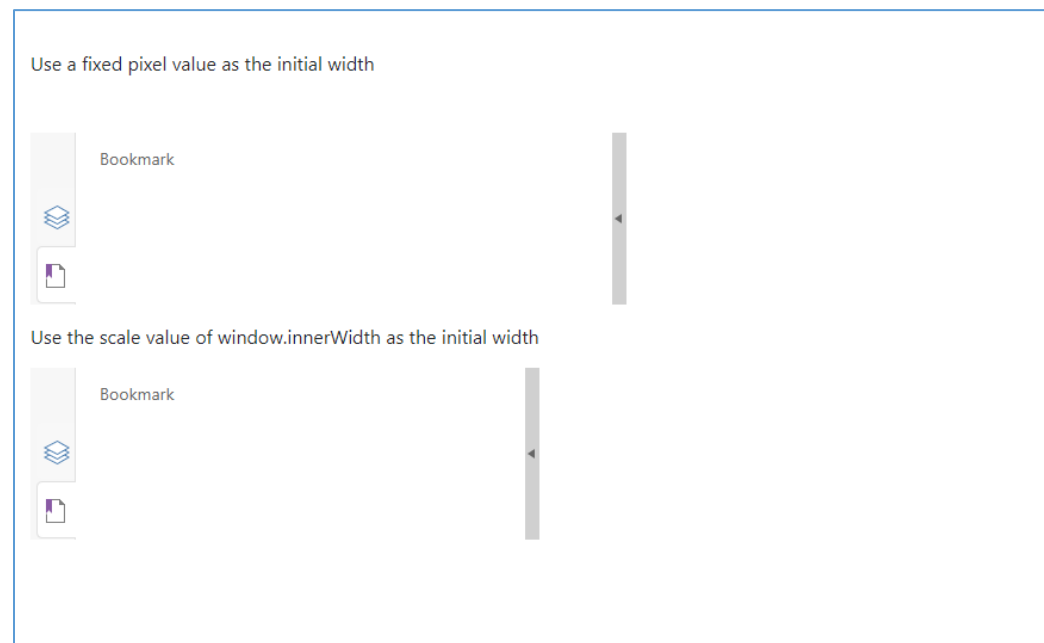 Use a fixed pixel value as the initial width
Bookmark
Use the scale value of window.innerWidth as the initial width
Bookmark